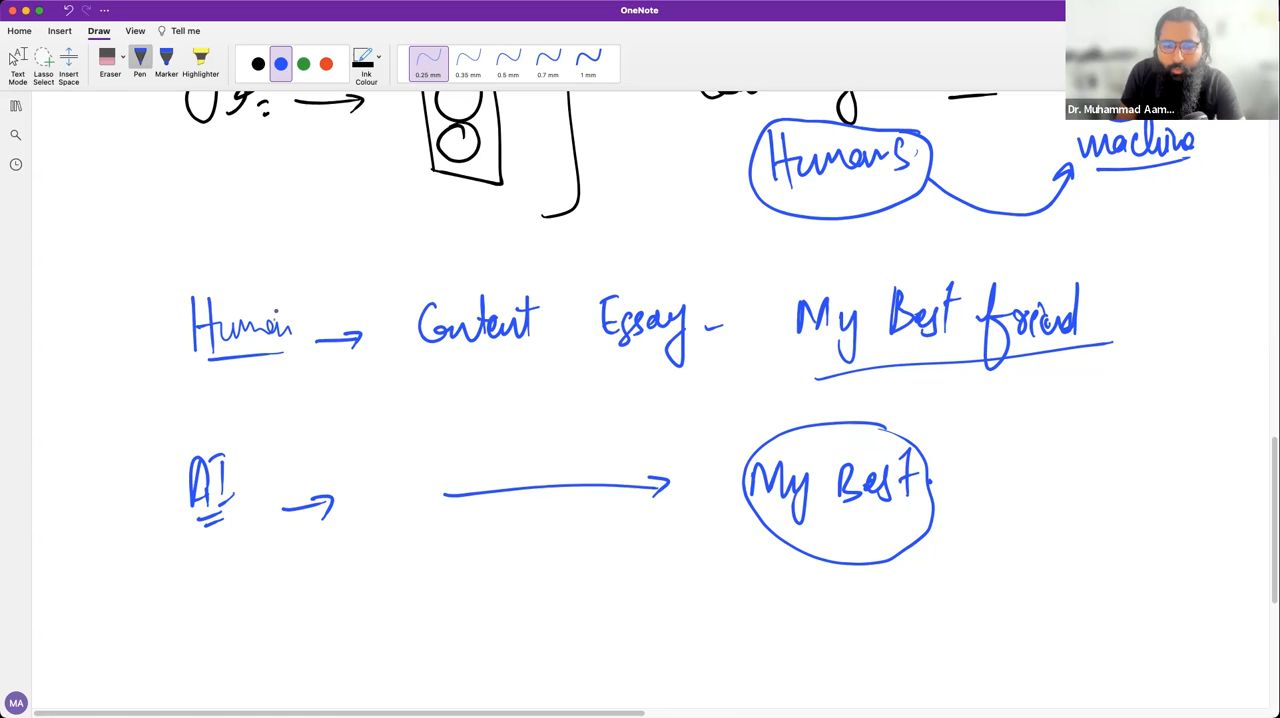 OneNote
Home Insert Draw View Tell me
Text Mode
Lasso Select
Insert Space
Eraser
Pen
Marker
Highlighter
Ink Colour
0.25 mm
0.35 mm
0.5 mm
0.7 mm
1 mm
Dr. Muhammad Aam...
Humans
machine
Human → Content Essay - My Best friend
AI → → My Best
MA